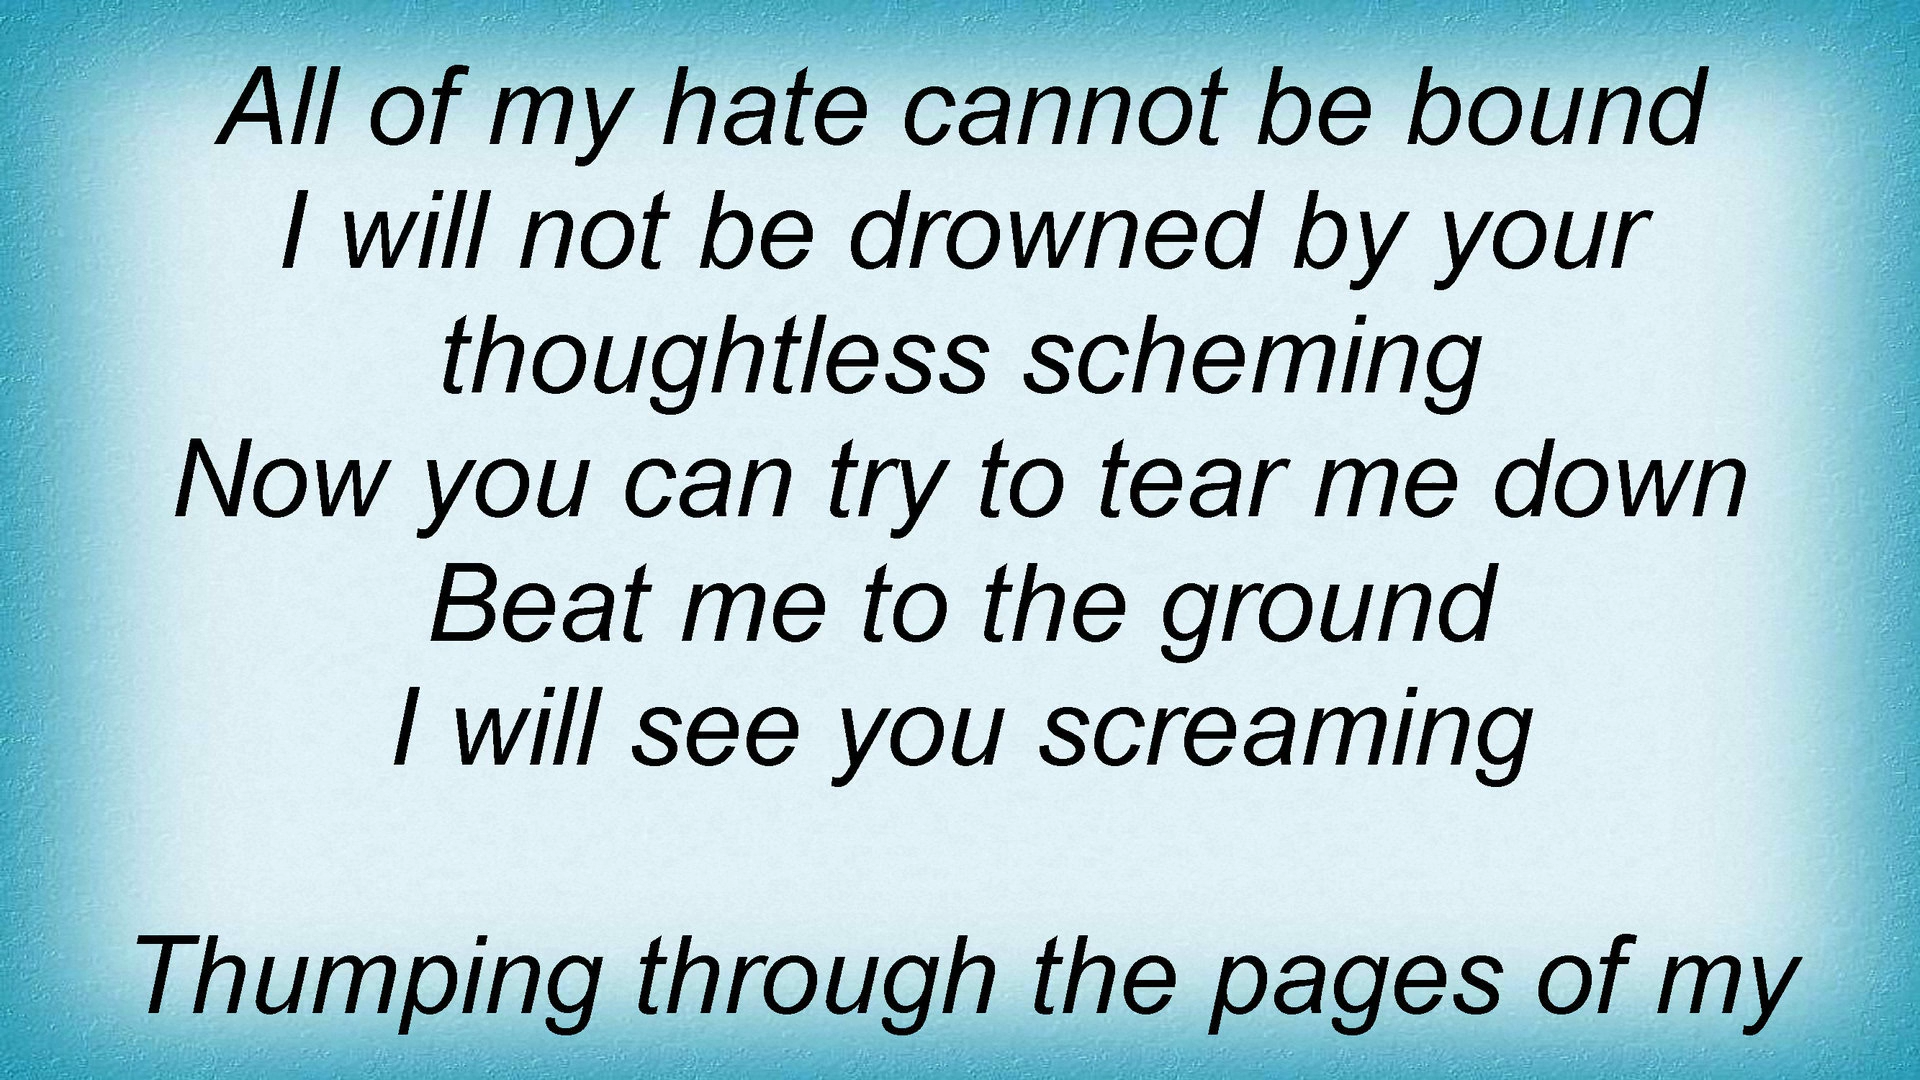 All of my hate cannot be bound
I will not be drowned by your
thoughtless scheming
Now you can try to tear me down
Beat me to the ground
I will see you screaming
Thumping through the pages of my